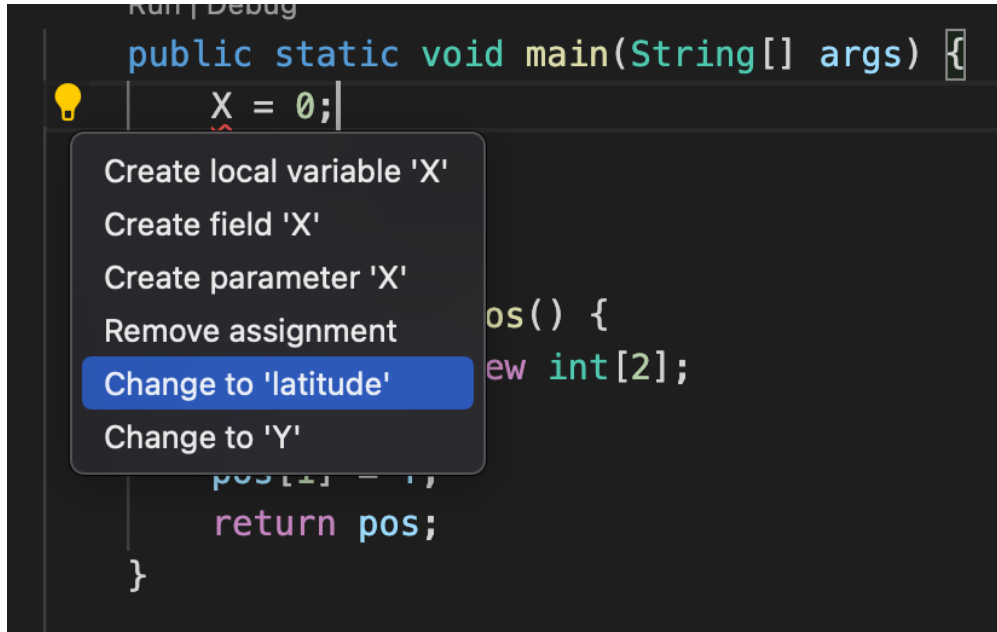 Run | Debug
public static void main(String[] args) {
X = 0;
Create local variable 'X'
Create field 'X'
Create parameter 'X'
Remove assignment
os() {
Change to 'latitude'
ew int[2];
Change to 'Y'
return pos;
}